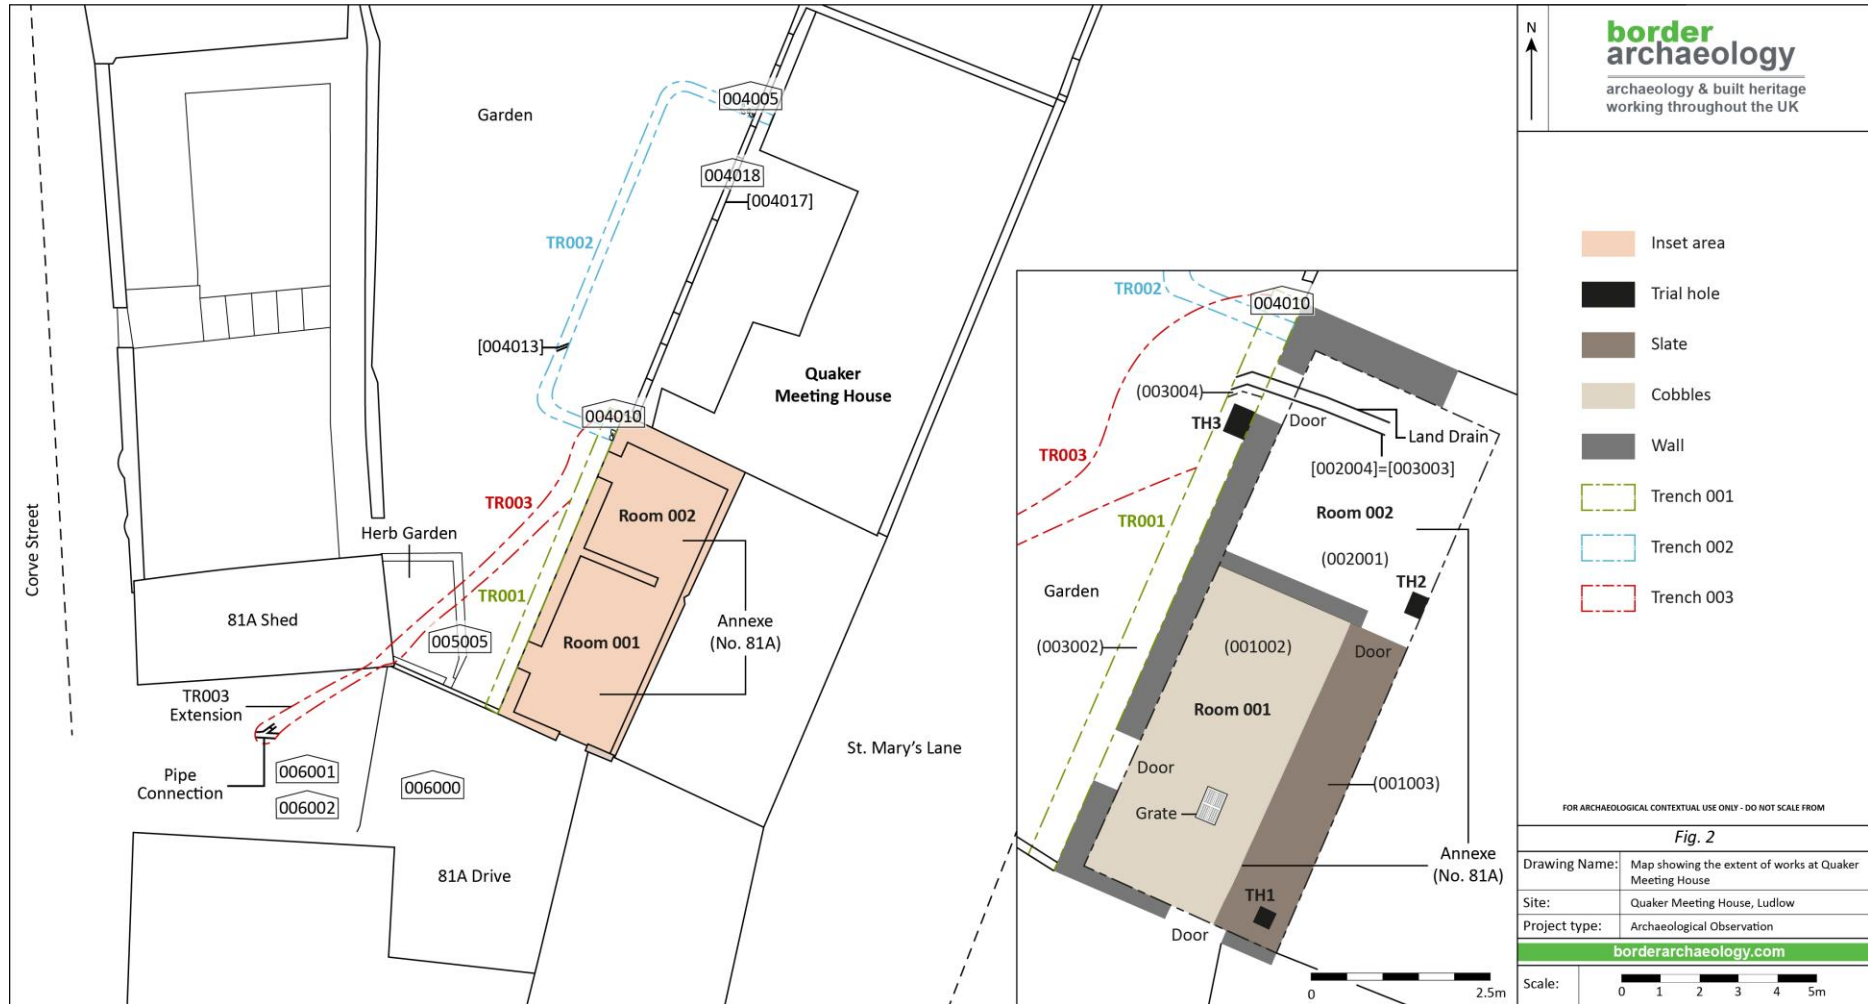 Garden
004005
004018
[004017]
TR002
[004013]
Quaker
Meeting House
004010
TR003
Room 002
Herb Garden
Corve Street
TR001
81A Shed
005005
Room 001
Annexe
(No. 81A)
TR003
Extension
Pipe
Connection
006001
006002
006000
St. Mary's Lane
81A Drive
TR002
004010
(003004)
TH3
Door
Land Drain
[002004]=[003003]
TR003
TR001
Room 002
(002001)
TH2
Garden
(003002)
(001002)
Door
Room 001
Door
(001003)
Grate
Annexe
(No. 81A)
TH1
Door
0
2.5m
N
border
archaeology
archaeology & built heritage
working throughout the UK
Inset area
Trial hole
Slate
Cobbles
Wall
Trench 001
Trench 002
Trench 003
FOR ARCHAEOLOGICAL CONTEXTUAL USE ONLY - DO NOT SCALE FROM
Fig. 2
Drawing Name: Map showing the extent of works at Quaker
Meeting House
Site: Quaker Meeting House, Ludlow
Project type: Archaeological Observation
borderarchaeology.com
Scale:
0 1 2 3 4 5m